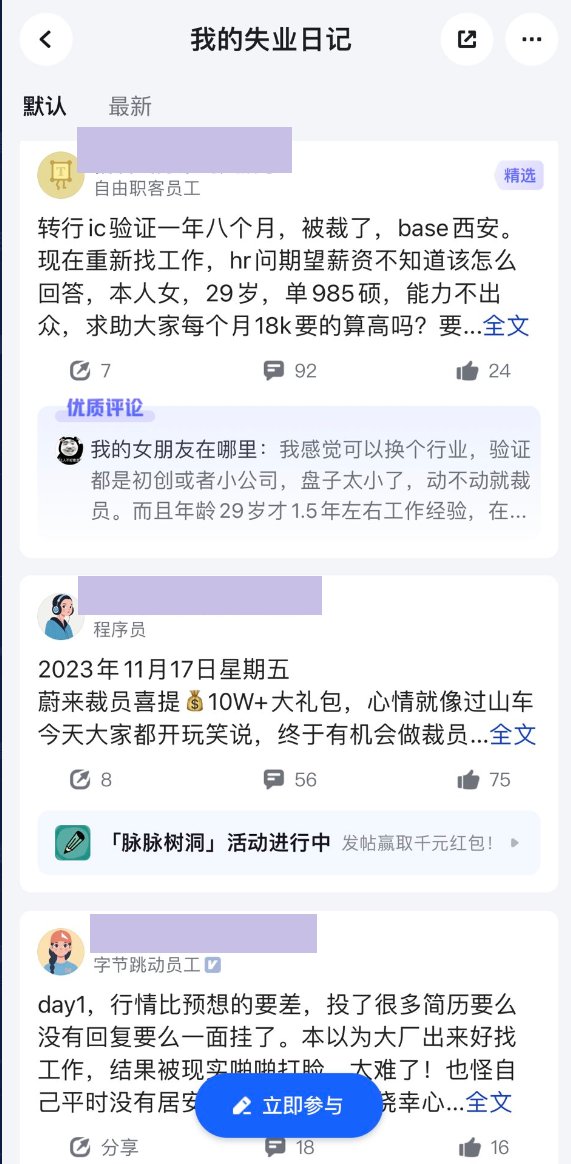 我的失业日记
默认
最新
自由职客员工
精选
转行ic验证一年八个月，被裁了，base西安。
现在重新找工作，hr问期望薪资不知道该怎么
回答，本人女，29岁，单985硕，能力不出
众，求助大家每个月18k要的算高吗？要...全文
7
92
24
优质评论
我的女朋友在哪里：我感觉可以换个行业，验证
都是初创或者小公司，盘子太小了，动不动就裁
员。而且年龄29岁才1.5年左右工作经验，在...
程序员
2023年11月17日星期五
蔚来裁员喜提💰10W+大礼包，心情就像过山车
今天大家都开玩笑说，终于有机会做裁员...全文
8
56
75
「脉脉树洞」活动进行中 发帖赢取千元红包！
字节跳动员工
day1，行情比预想的要差，投了很多简历要么
没有回复要么一面挂了。本以为大厂出来好找
工作，结果被现实啪啪打脸，太难了！也怪自
己平时没有居安 侥幸心...全文
立即参与
分享
18
16